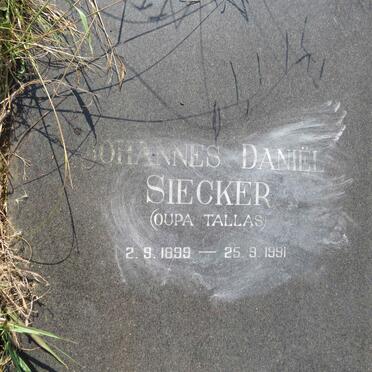 JOHANNES DANIËL
SIECKER
(OUPA TALLAS)
2.9.1899 — 25.9.1991